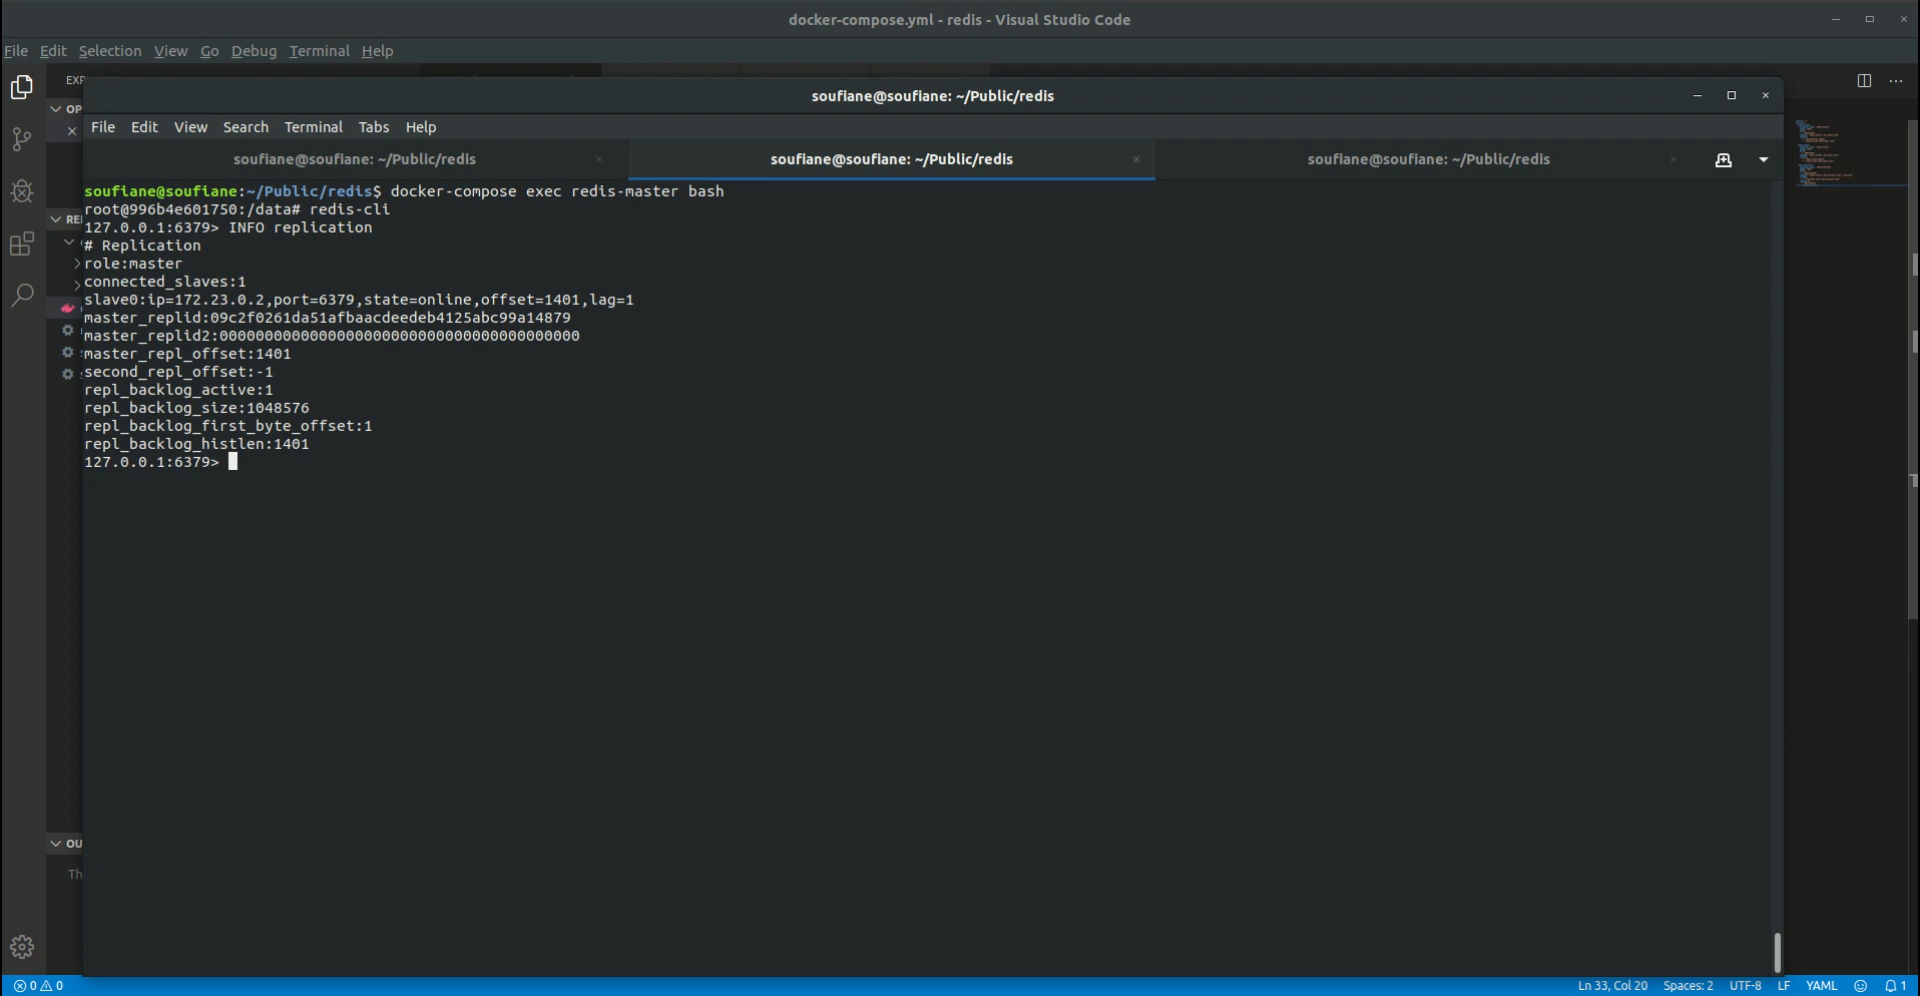 docker-compose.yml - redis - Visual Studio Code
File Edit Selection View Go Debug Terminal Help
soufiane@soufiane: ~/Public/redis
File Edit View Search Terminal Tabs Help
soufiane@soufiane: ~/Public/redis soufiane@soufiane: ~/Public/redis soufiane@soufiane: ~/Public/redis
soufiane@soufiane:~/Public/redis$ docker-compose exec redis-master bash
root@996b4e601750:/data# redis-cli
127.0.0.1:6379> INFO replication
# Replication
role:master
connected_slaves:1
slave0:ip=172.23.0.2,port=6379,state=online,offset=1401,lag=1
master_replid:09c2f0261da51afbaacdeedeb4125abc99a14879
master_replid2:0000000000000000000000000000000000000000
master_repl_offset:1401
second_repl_offset:-1
repl_backlog_active:1
repl_backlog_size:1048576
repl_backlog_first_byte_offset:1
repl_backlog_histlen:1401
127.0.0.1:6379>
0 0 Ln 33, Col 20 Spaces: 2 UTF-8 LF YAML 1